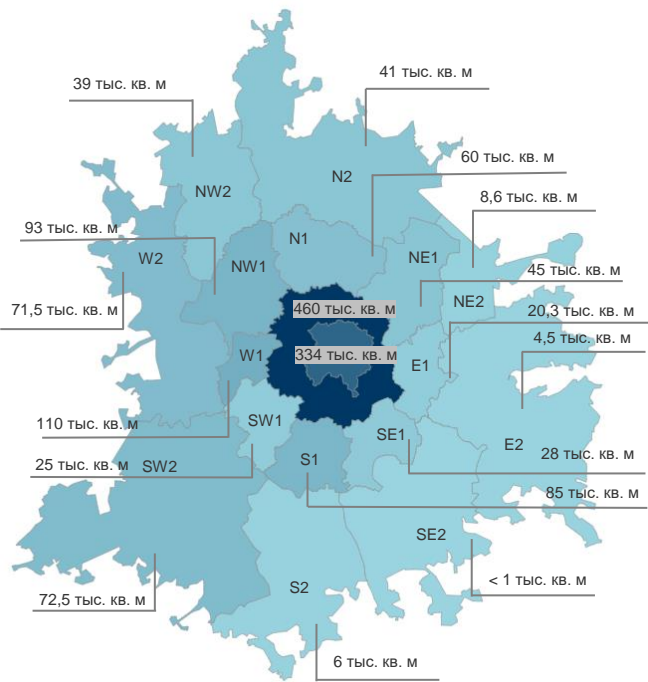 41 тыс. кв. м
39 тыс. кв. м
60 тыс. кв. м
N2
NW2
8,6 тыс. кв. м
93 тыс. кв. м
N1
W2
NE1
NW1
45 тыс. кв. м
NE2
71,5 тыс. кв. м
460 тыс. кв. м
20,3 тыс. кв. м
4,5 тыс. кв. м
334 тыс. кв. м
W1
E1
SW1
110 тыс. кв. м
SE1
E2
28 тыс. кв. м
S1
25 тыс. кв. м
SW2
85 тыс. кв. м
SE2
< 1 тыс. кв. м
S2
72,5 тыс. кв. м
6 тыс. кв. м